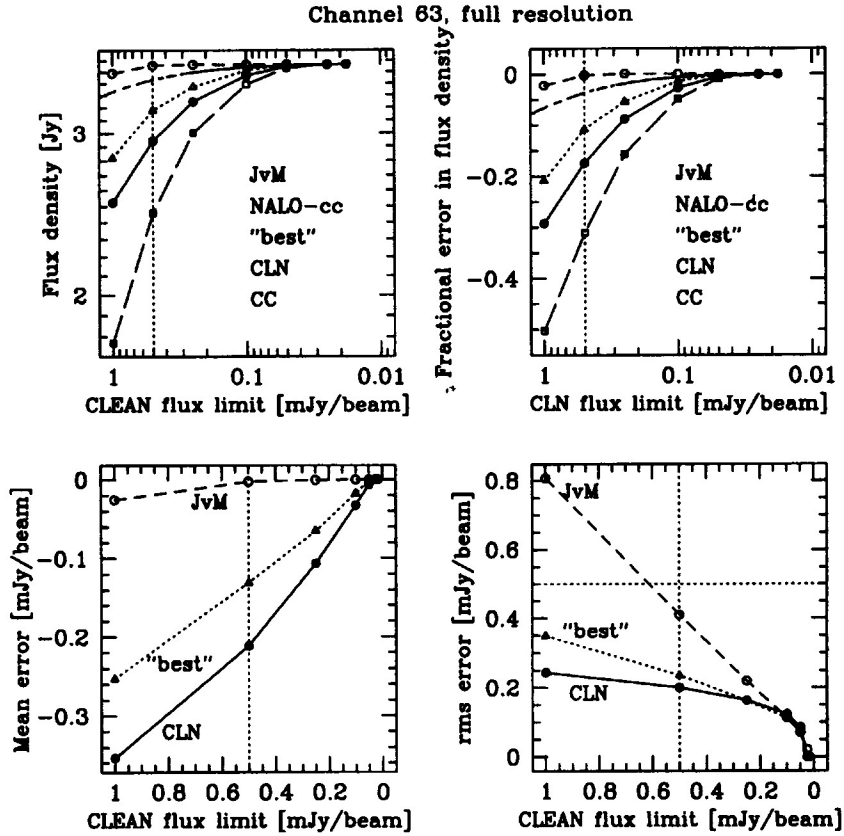 Channel 63, full resolution
Flux density [Jy]
3
2
JvM
NALO-cc
"best"
CLN
CC
1 0.1 0.01
CLEAN flux limit [mJy/beam]
Fractional error in flux density
0
-0.2
-0.4
JvM
NALO-cc
"best"
CLN
CC
1 0.1 0.01
CLN flux limit [mJy/beam]
Mean error [mJy/beam]
0
-0.1
-0.2
-0.3
JvM
"best"
CLN
1 0.8 0.6 0.4 0.2 0
CLEAN flux limit [mJy/beam]
rms error [mJy/beam]
0.8
0.6
0.4
0.2
0
JvM
"best"
CLN
1 0.8 0.6 0.4 0.2 0
CLEAN flux limit [mJy/beam]